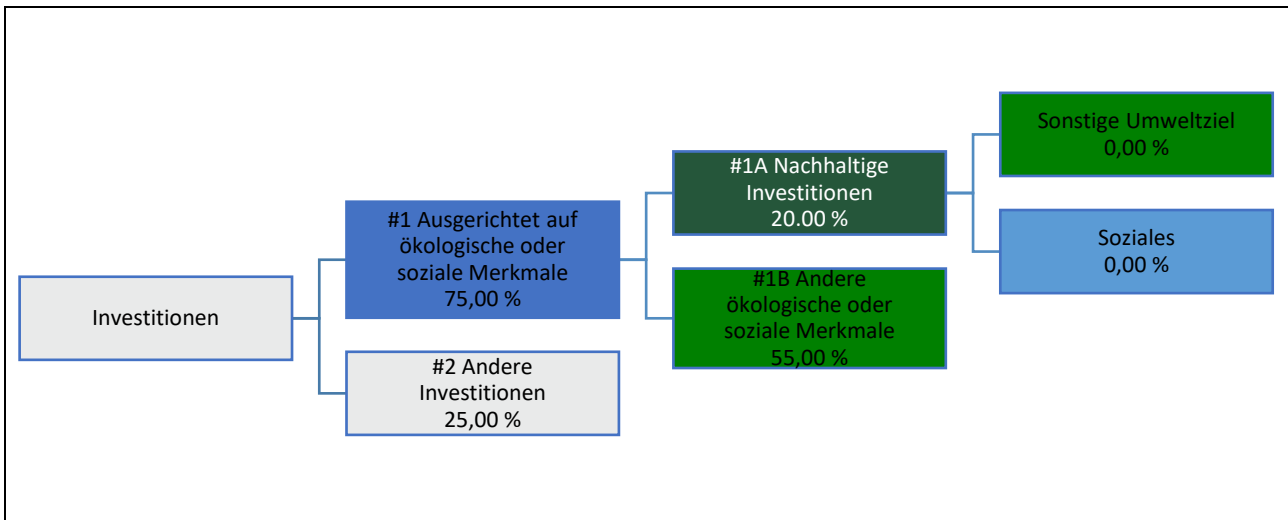 Investitionen
#1 Ausgerichtet auf
ökologische oder
soziale Merkmale
75,00 %
#2 Andere
Investitionen
25,00 %
#1A Nachhaltige
Investitionen
20.00 %
#1B Andere
ökologische oder
soziale Merkmale
55,00 %
Sonstige Umweltziel
0,00 %
Soziales
0,00 %